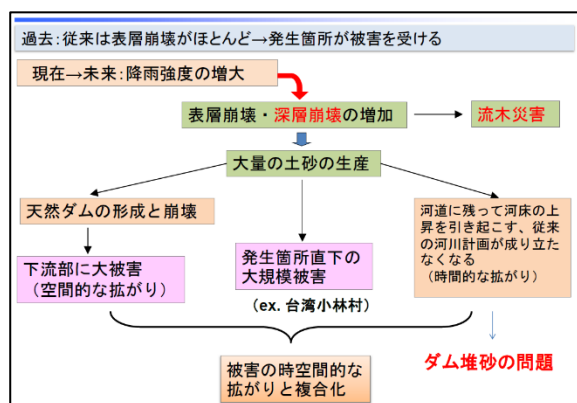 過去：従来は表層崩壊がほとんど→発生箇所が被害を受ける
現在→未来：降雨強度の増大
表層崩壊・深層崩壊の増加
流木災害
大量の土砂の生産
天然ダムの形成と崩壊
下流部に大被害
（空間的な拡がり）
発生箇所直下の
大規模被害
（ex. 台湾小林村）
河道に残って河床の上
昇を引き起こす、従来
の河川計画が成り立た
なくなる
（時間的な拡がり）
被害の時空間的な
拡がりと複合化
ダム堆砂の問題